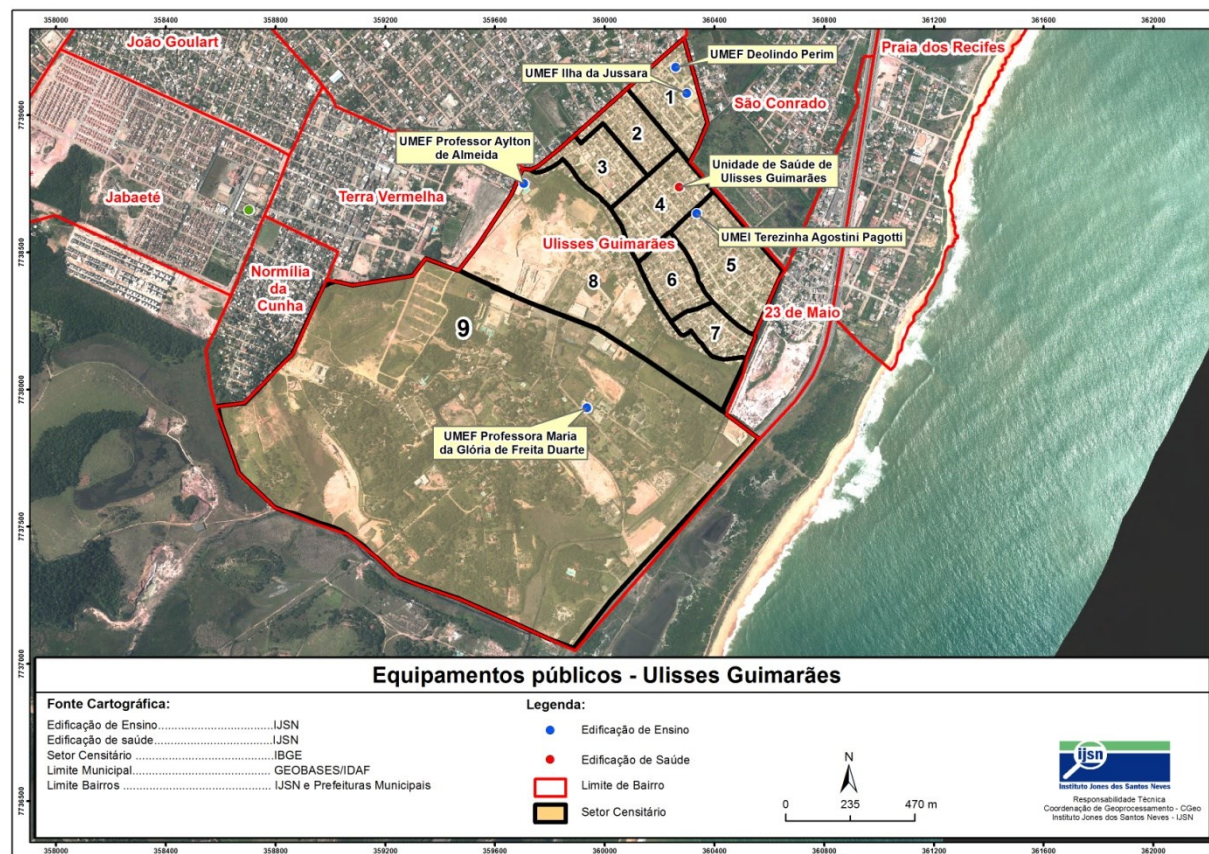 358000 358400 358800 359200 359600 360000 360400 360800 361200 361600 362000
João Goulart
Praia dos Recifes
UMEF Deolindo Perim
UMEF Ilha da Jussara
1
São Conrado
7739000
7739000
2
UMEF Professor Aylton
de Almeida
3
Unidade de Saúde de
Ulisses Guimarães
Jabaeté
Terra Vermelha
4
UMEI Terezinha Agostini Pagotti
Ulisses Guimarães
7738500
7738500
5
Normília
da
Cunha
6
8
23 de Maio
9
7
7738000
7738000
UMEF Professora Maria
da Glória de Freita Duarte
7737500
7737500
7737000
7737000
Equipamentos públicos - Ulisses Guimarães
Fonte Cartográfica:
Edificação de Ensino..............................IJSN
Edificação de saúde...............................IJSN
Setor Censitário ....................................IBGE
Limite Municipal.....................................GEOBASES/IDAF
Limite Bairros ........................................ IJSN e Prefeituras Municipais
Legenda:
Edificação de Ensino
Edificação de Saúde
Limite de Bairro
Setor Censitário
N
0 235 470 m
ijsn
Instituto Jones dos Santos Neves
Responsabilidade Técnica
Coordenação de Geoprocessamento - CGeo
Instituto Jones dos Santos Neves - IJSN
7736500
7736500
358000 358400 358800 359200 359600 360000 360400 360800 361200 361600 362000